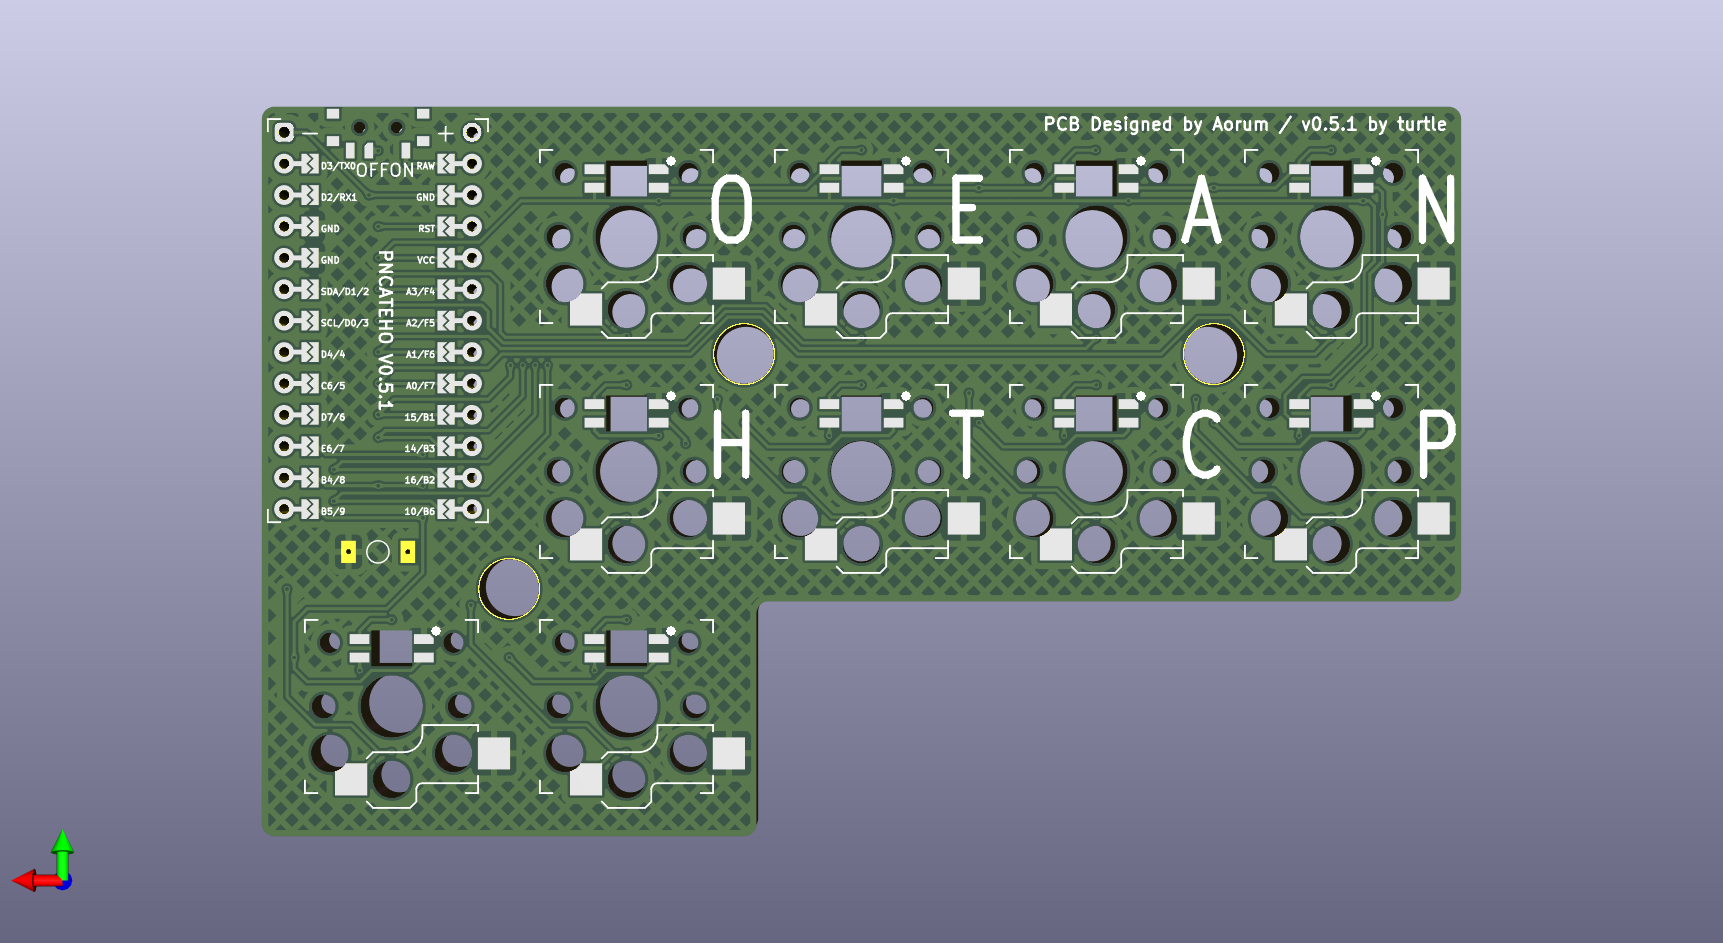 PCB Designed by Aorum / v0.5.1 by turtle
− +
OFFON
D3/TX0 RAW
D2/RX1 GND
GND RST
GND VCC
SDA/D1/2 A3/F4
SCL/D0/3 A2/F5
D4/4 A1/F6
C6/5 A0/F7
D7/6 15/B1
E6/7 14/B3
B4/8 16/B2
B5/9 10/B6
PNCATEHO V0.5.1
O E A N
H T C P